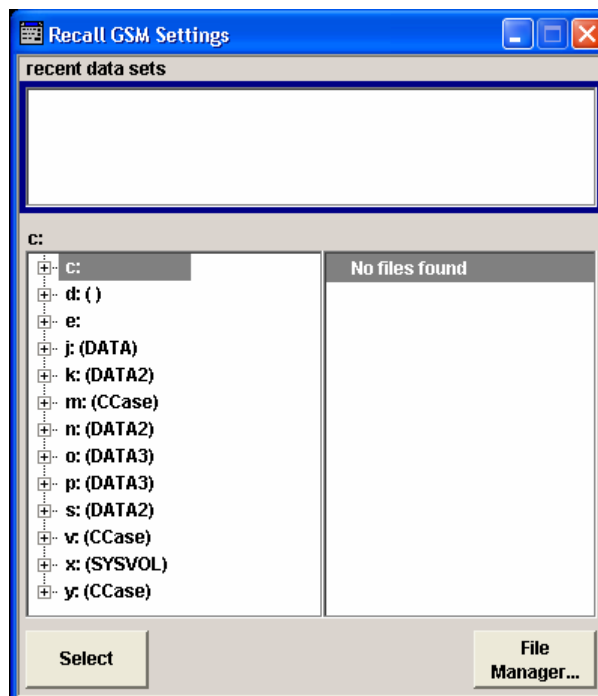 Recall GSM Settings
recent data sets
c:
c:
No files found
d: ( )
e:
j: (DATA)
k: (DATA2)
m: (CCase)
n: (DATA2)
o: (DATA3)
p: (DATA3)
s: (DATA2)
v: (CCase)
x: (SYSVOL)
y: (CCase)
Select
File
Manager...